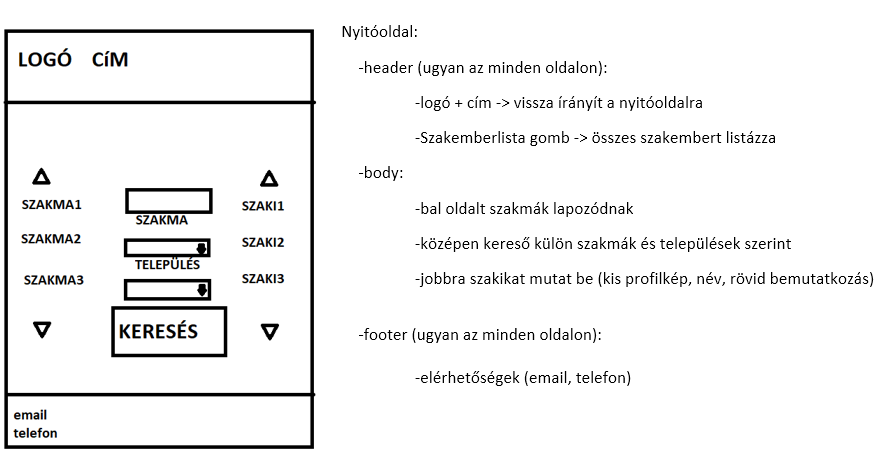 LOGÓ CíM
SZAKMA1
SZAKMA2
SZAKMA3
SZAKMA
TELEPÜLÉS
KERESÉS
SZAKI1
SZAKI2
SZAKI3
email
telefon
Nyitóoldal:
-header (ugyan az minden oldalon):
-logó + cím -> vissza írányít a nyitóoldalra
-Szakemberlista gomb -> összes szakembert listázza
-body:
-bal oldalt szakmák lapozódnak
-középen kereső külön szakmák és települések szerint
-jobbra szakikat mutat be (kis profilkép, név, rövid bemutatkozás)
-footer (ugyan az minden oldalon):
-elérhetőségek (email, telefon)